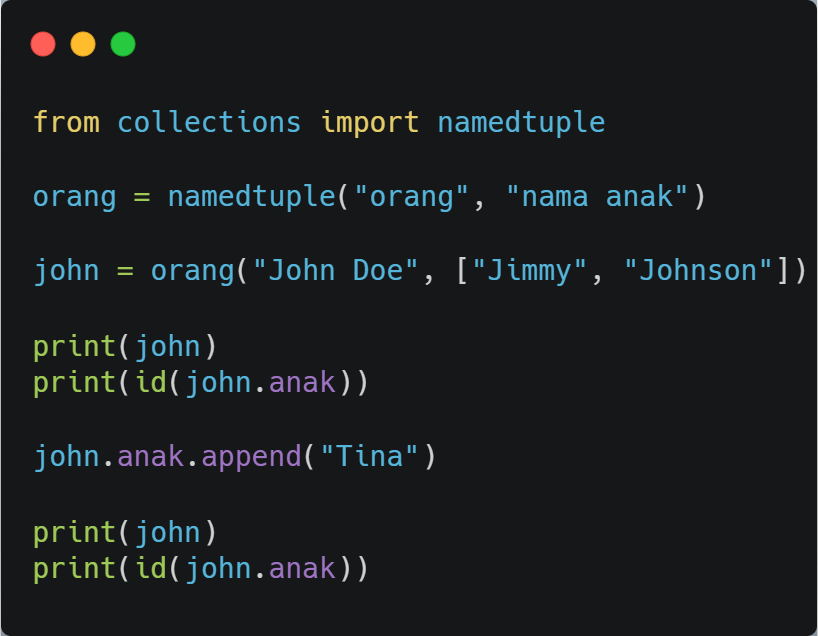 from collections import namedtuple
orang = namedtuple("orang", "nama anak")
john = orang("John Doe", ["Jimmy", "Johnson"])
print(john)
print(id(john.anak))
john.anak.append("Tina")
print(john)
print(id(john.anak))